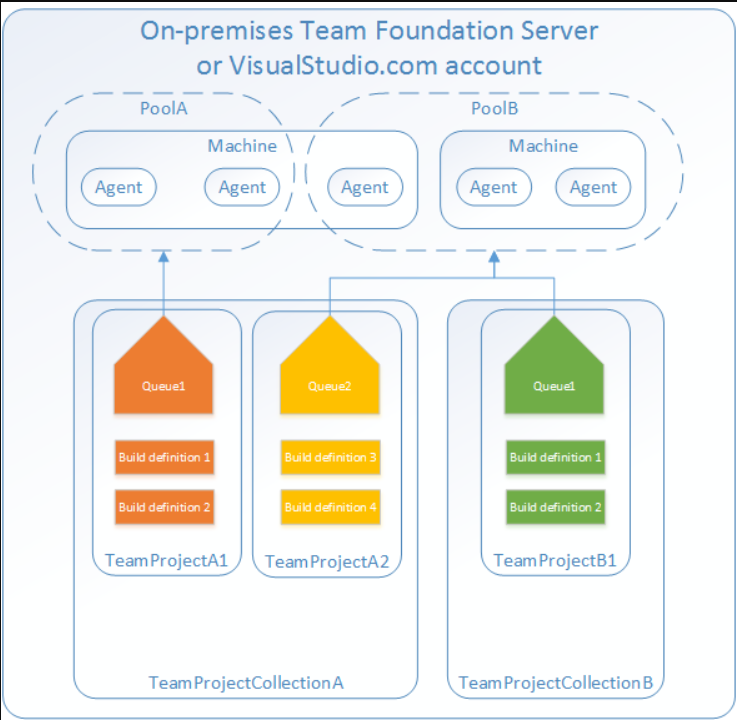 On-premises Team Foundation Server
or VisualStudio.com account
PoolA
PoolB
Machine
Machine
Agent
Agent
Agent
Agent
Agent
Queue1
Queue2
Queue1
Build definition 1
Build definition 3
Build definition 1
Build definition 2
Build definition 4
Build definition 2
TeamProjectA1
TeamProjectA2
TeamProjectB1
TeamProjectCollectionA
TeamProjectCollectionB